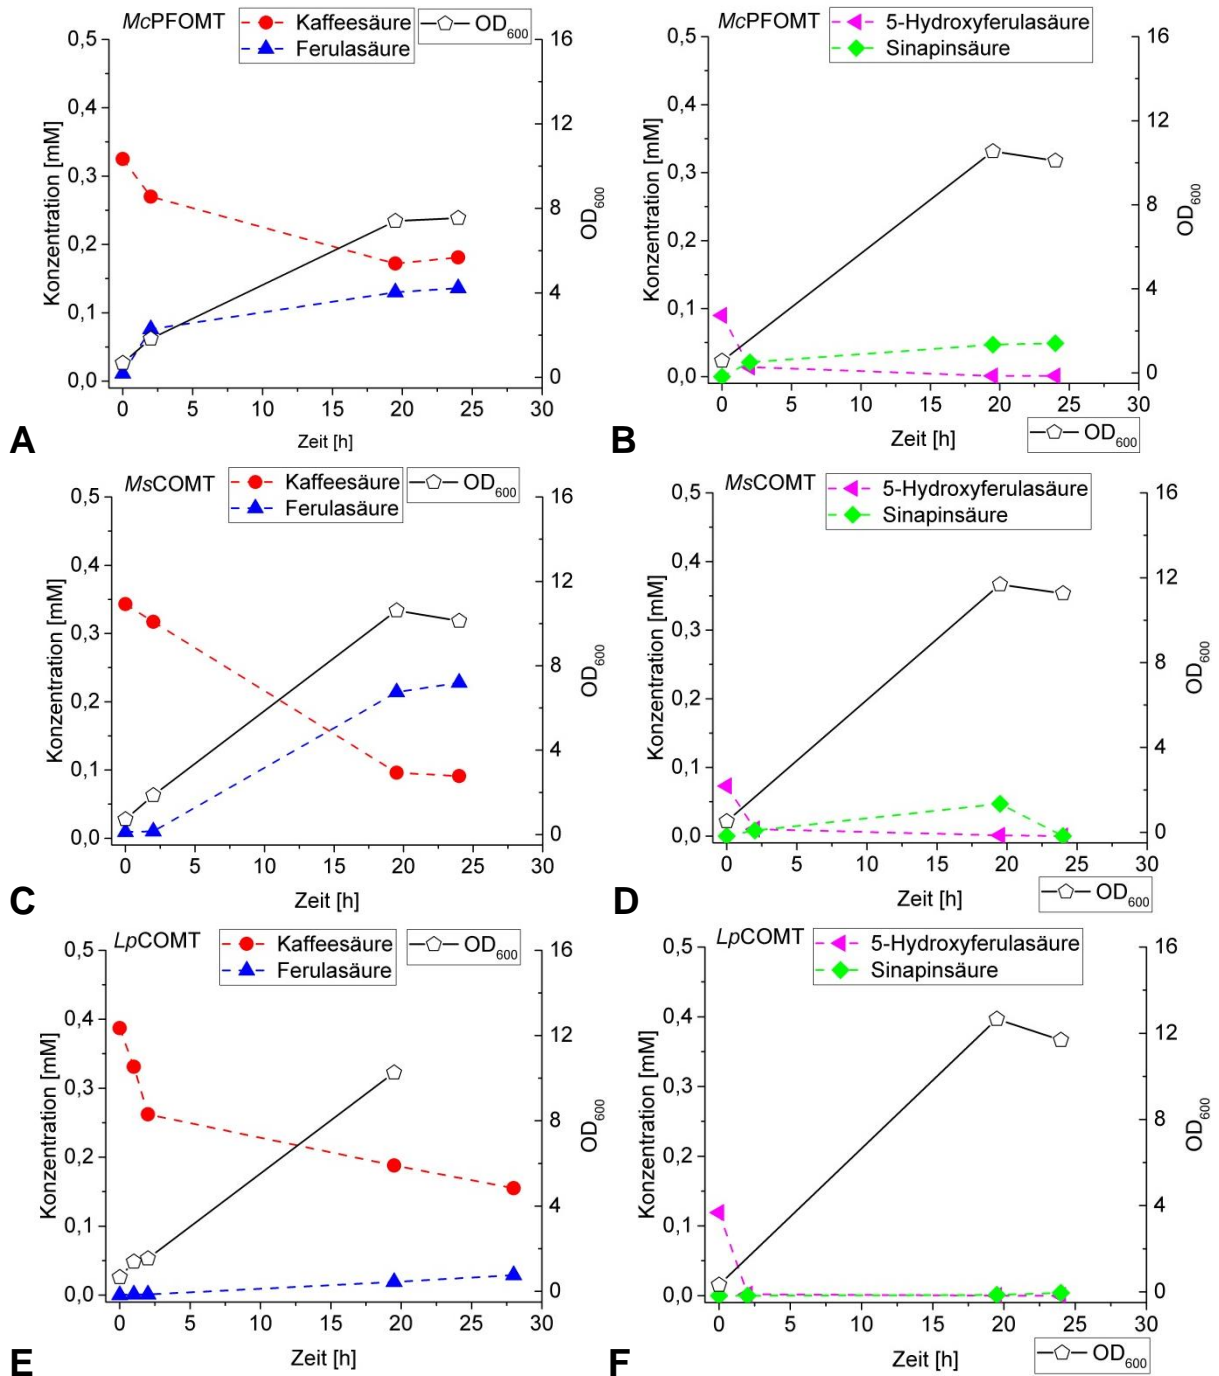 McPFOMT
Kaffeesäure
Ferulasäure
OD600
0,5
0,4
0,3
0,2
0,1
0,0
Konzentration [mM]
16
12
8
4
0
OD600
0 5 10 15 20 25 30
Zeit [h]
A
McPFOMT
5-Hydroxyferulasäure
Sinapinsäure
0,5
0,4
0,3
0,2
0,1
0,0
Konzentration [mM]
16
12
8
4
0
OD600
0 5 10 15 20 25 30
Zeit [h]
OD600
B
MsCOMT
Kaffeesäure
Ferulasäure
OD600
0,5
0,4
0,3
0,2
0,1
0,0
Konzentration [mM]
16
12
8
4
0
OD600
0 5 10 15 20 25 30
Zeit [h]
C
MsCOMT
5-Hydroxyferulasäure
Sinapinsäure
0,5
0,4
0,3
0,2
0,1
0,0
Konzentration [mM]
16
12
8
4
0
OD600
0 5 10 15 20 25 30
Zeit [h]
OD600
D
LpCOMT
Kaffeesäure
Ferulasäure
OD600
0,5
0,4
0,3
0,2
0,1
0,0
Konzentration [mM]
16
12
8
4
0
OD600
0 5 10 15 20 25 30
Zeit [h]
E
LpCOMT
5-Hydroxyferulasäure
Sinapinsäure
0,5
0,4
0,3
0,2
0,1
0,0
Konzentration [mM]
16
12
8
4
0
OD600
0 5 10 15 20 25 30
Zeit [h]
OD600
F